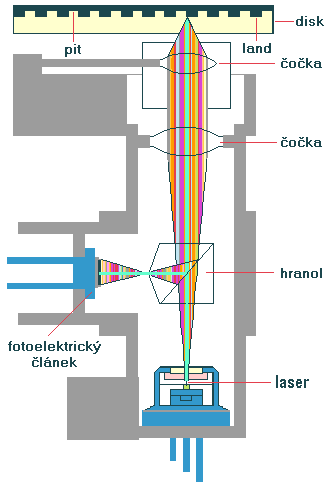 disk
pit
land
čočka
čočka
hranol
fotoelektrický
článek
laser